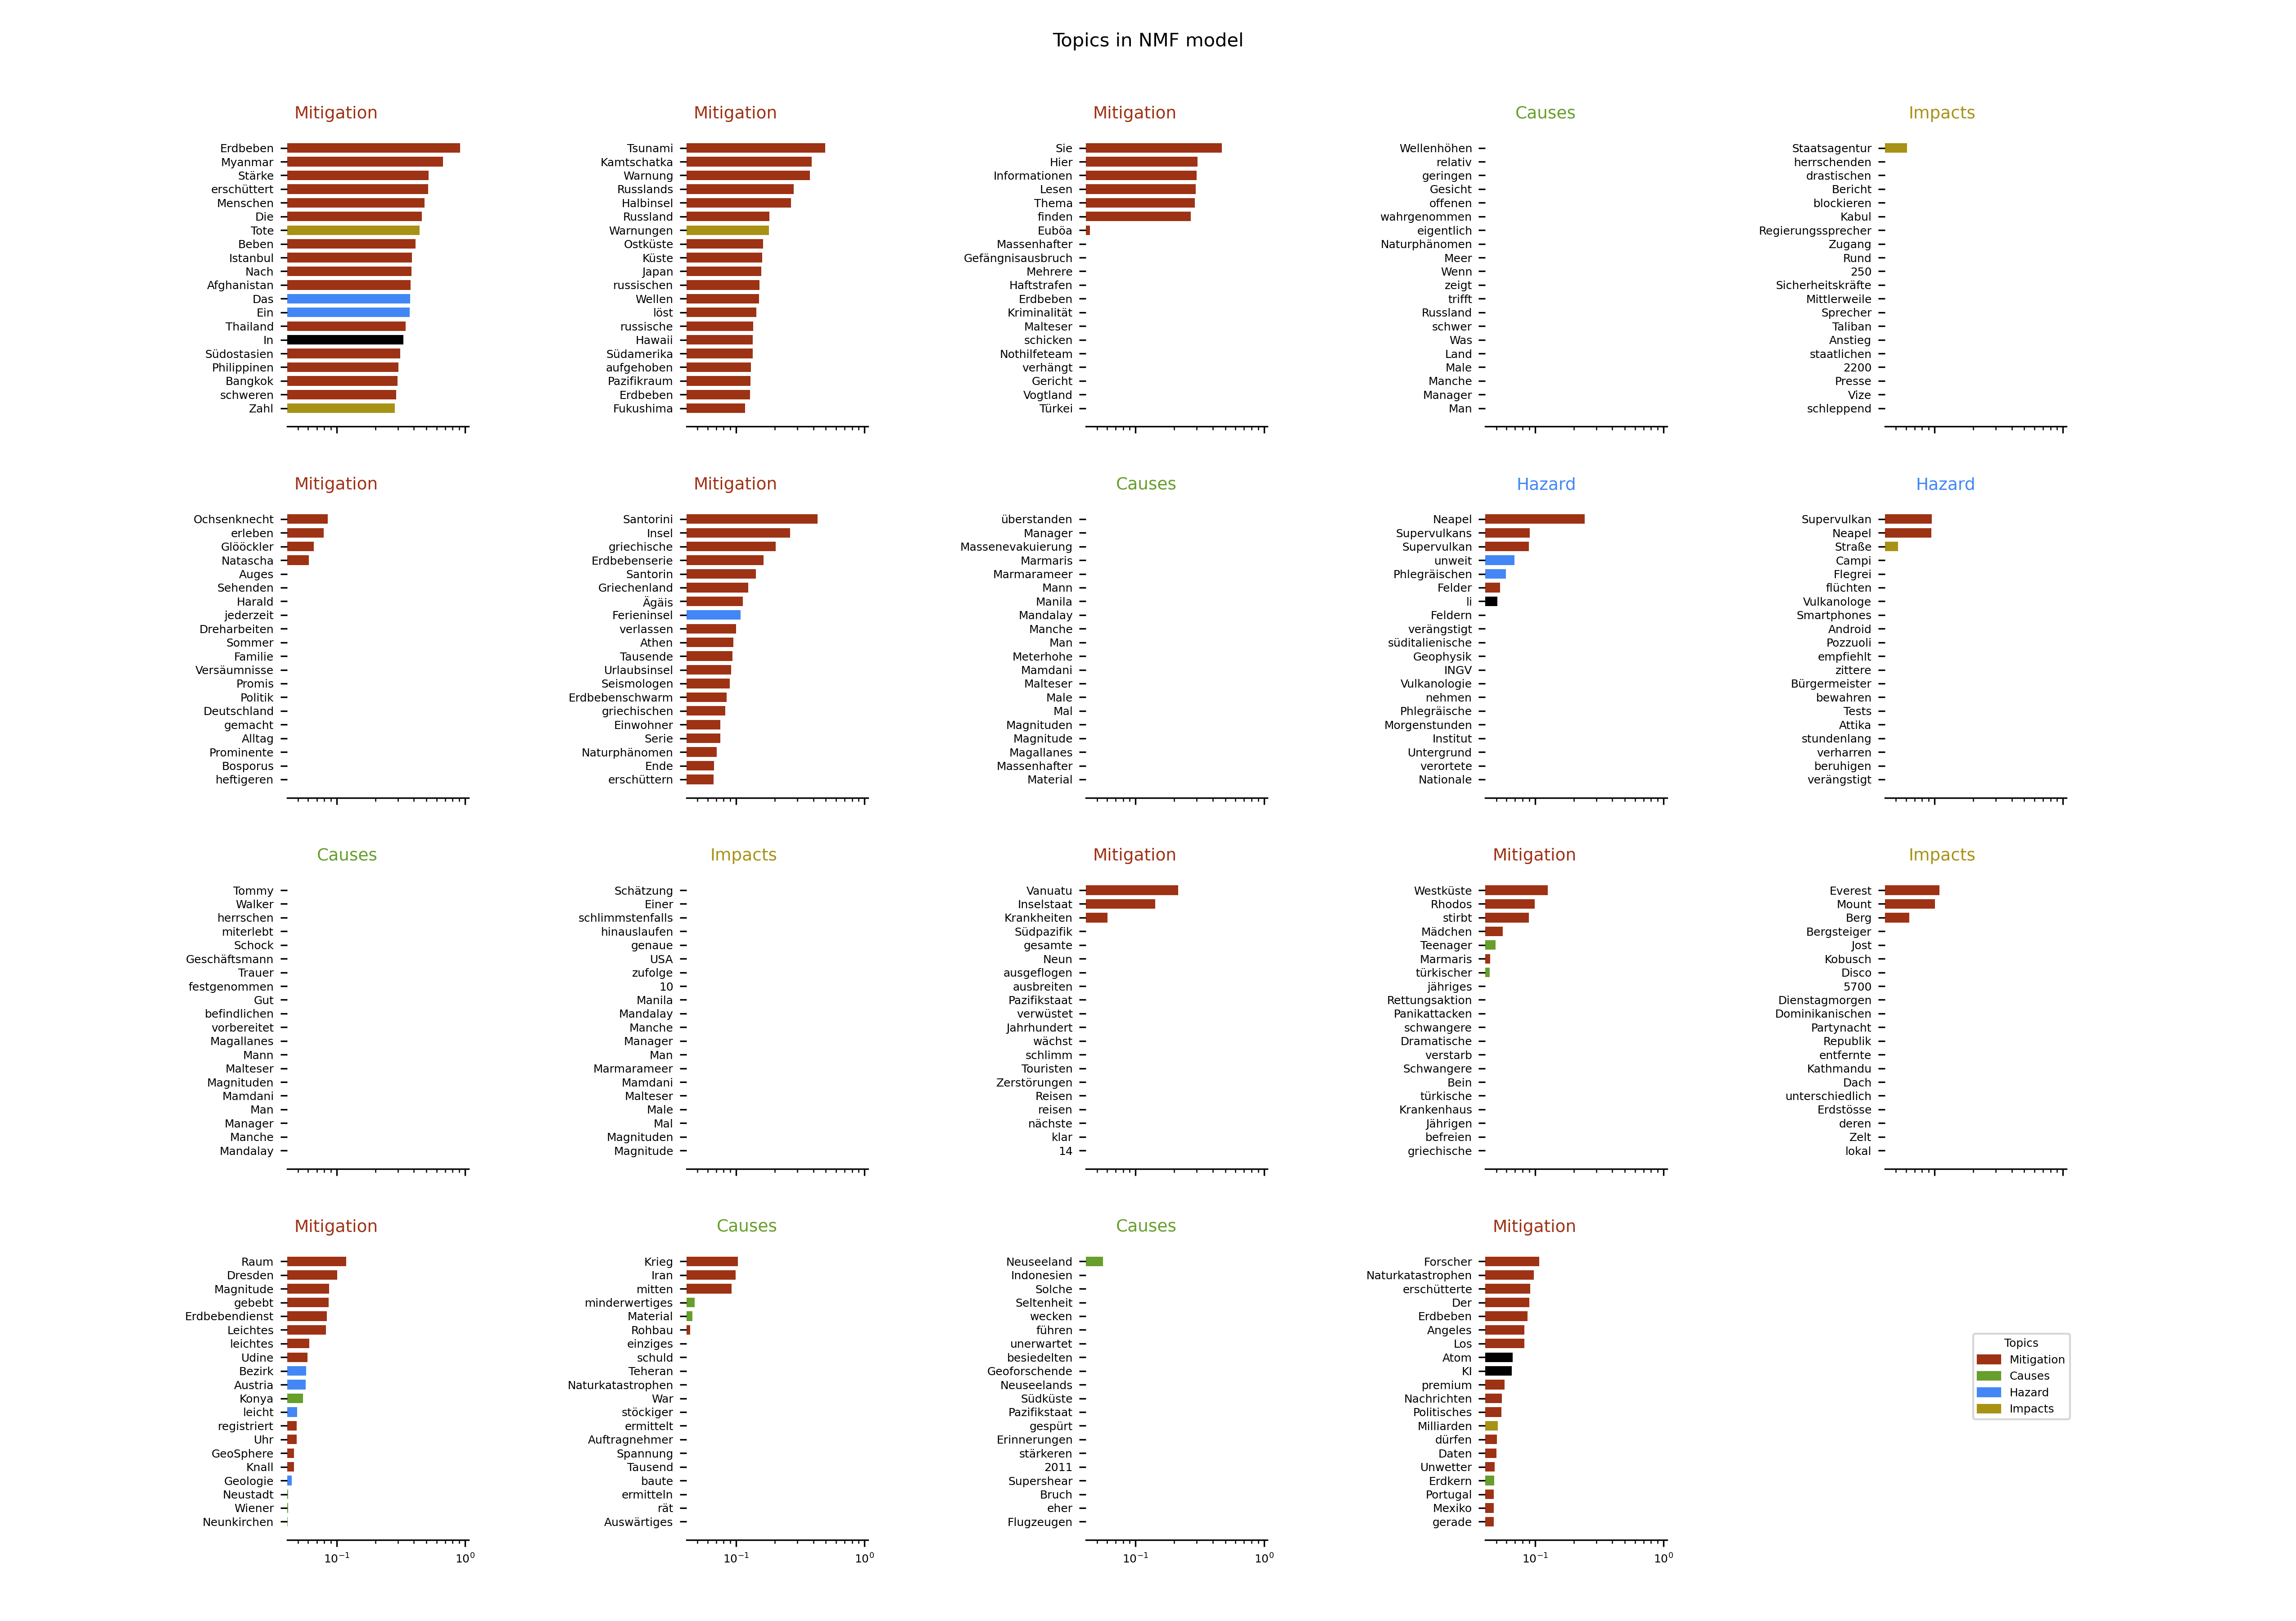 Topics in NMF model
Mitigation
Erdbeben
Myanmar
Stärke
erschüttert
Menschen
Die
Tote
Beben
Istanbul
Nach
Afghanistan
Das
Ein
Thailand
In
Südostasien
Philippinen
Bangkok
schweren
Zahl
Mitigation
Tsunami
Kamtschatka
Warnung
Russlands
Halbinsel
Russland
Warnungen
Ostküste
Küste
Japan
russischen
Wellen
löst
russische
Hawaii
Südamerika
aufgehoben
Pazifikraum
Erdbeben
Fukushima
Mitigation
Sie
Hier
Informationen
Lesen
Thema
finden
Euböa
Massenhafter
Gefängnisausbruch
Mehrere
Haftstrafen
Erdbeben
Kriminalität
Malteser
schicken
Nothilfeteam
verhängt
Gericht
Vogtland
Türkei
Causes
Wellenhöhen
relativ
geringen
Gesicht
offenen
wahrgenommen
eigentlich
Naturphänomen
Meer
Wenn
zeigt
trifft
Russland
schwer
Was
Land
Male
Manche
Manager
Man
Impacts
Staatsagentur
herrschenden
drastischen
Bericht
blockieren
Kabul
Regierungssprecher
Zugang
Rund
250
Sicherheitskräfte
Mittlerweile
Sprecher
Taliban
Anstieg
staatlichen
2200
Presse
Vize
schleppend
Mitigation
Ochsenknecht
erleben
Glööckler
Natascha
Auges
Sehenden
Harald
jederzeit
Dreharbeiten
Sommer
Familie
Versäumnisse
Promis
Politik
Deutschland
gemacht
Alltag
Prominente
Bosporus
heftigeren
Mitigation
Santorini
Insel
griechische
Erdbebenserie
Santorin
Griechenland
Ägäis
Ferieninsel
verlassen
Athen
Tausende
Urlaubsinsel
Seismologen
Erdbebenschwarm
griechischen
Einwohner
Serie
Naturphänomen
Ende
erschüttern
Causes
überstanden
Manager
Massenevakuierung
Marmaris
Marmarameer
Mann
Manila
Mandalay
Manche
Man
Meterhohe
Mamdani
Malteser
Male
Mal
Magnituden
Magnitude
Magallanes
Massenhafter
Material
Hazard
Neapel
Supervulkans
Supervulkan
unweit
Phlegräischen
Felder
li
Feldern
verängstigt
süditalienische
Geophysik
INGV
Vulkanologie
nehmen
Phlegräische
Morgenstunden
Institut
Untergrund
verortete
Nationale
Hazard
Supervulkan
Neapel
Straße
Campi
Flegrei
flüchten
Vulkanologe
Smartphones
Android
Pozzuoli
empfiehlt
zittere
Bürgermeister
bewahren
Tests
Attika
stundenlang
verharren
beruhigen
verängstigt
Causes
Tommy
Walker
herrschen
miterlebt
Schock
Geschäftsmann
Trauer
festgenommen
Gut
befindlichen
vorbereitet
Magallanes
Mann
Malteser
Magnituden
Mamdani
Man
Manager
Manche
Mandalay
Impacts
Schätzung
Einer
schlimmstenfalls
hinauslaufen
genaue
USA
zufolge
10
Manila
Mandalay
Manche
Manager
Man
Marmarameer
Mamdani
Malteser
Male
Mal
Magnituden
Magnitude
Mitigation
Vanuatu
Inselstaat
Krankheiten
Südpazifik
gesamte
Neun
ausgeflogen
ausbreiten
Pazifikstaat
verwüstet
Jahrhundert
wächst
schlimm
Touristen
Zerstörungen
Reisen
reisen
nächste
klar
14
Mitigation
Westküste
Rhodos
stirbt
Mädchen
Teenager
Marmaris
türkischer
jähriges
Rettungsaktion
Panikattacken
schwangere
Dramatische
verstarb
Schwangere
Bein
türkische
Krankenhaus
Jährigen
befreien
griechische
Impacts
Everest
Mount
Berg
Bergsteiger
Jost
Kobusch
Disco
5700
Dienstagmorgen
Dominikanischen
Partynacht
Republik
entfernte
Kathmandu
Dach
unterschiedlich
Erdstösse
deren
Zelt
lokal
Mitigation
Raum
Dresden
Magnitude
gebebt
Erdbebendienst
Leichtes
leichtes
Udine
Bezirk
Austria
Konya
leicht
registriert
Uhr
GeoSphere
Knall
Geologie
Neustadt
Wiener
Neunkirchen
10⁻¹ 10⁰
Causes
Krieg
Iran
mitten
minderwertiges
Material
Rohbau
einziges
schuld
Teheran
Naturkatastrophen
War
stöckiger
ermittelt
Auftragnehmer
Spannung
Tausend
baute
ermitteln
rät
Auswärtiges
10⁻¹ 10⁰
Causes
Neuseeland
Indonesien
Solche
Seltenheit
wecken
führen
unerwartet
besiedelten
Geoforschende
Neuseelands
Südküste
Pazifikstaat
gespürt
Erinnerungen
stärkeren
2011
Supershear
Bruch
eher
Flugzeugen
10⁻¹ 10⁰
Mitigation
Forscher
Naturkatastrophen
erschütterte
Der
Erdbeben
Angeles
Los
Atom
KI
premium
Nachrichten
Politisches
Milliarden
dürfen
Daten
Unwetter
Erdkern
Portugal
Mexiko
gerade
10⁻¹ 10⁰
Topics
Mitigation
Causes
Hazard
Impacts